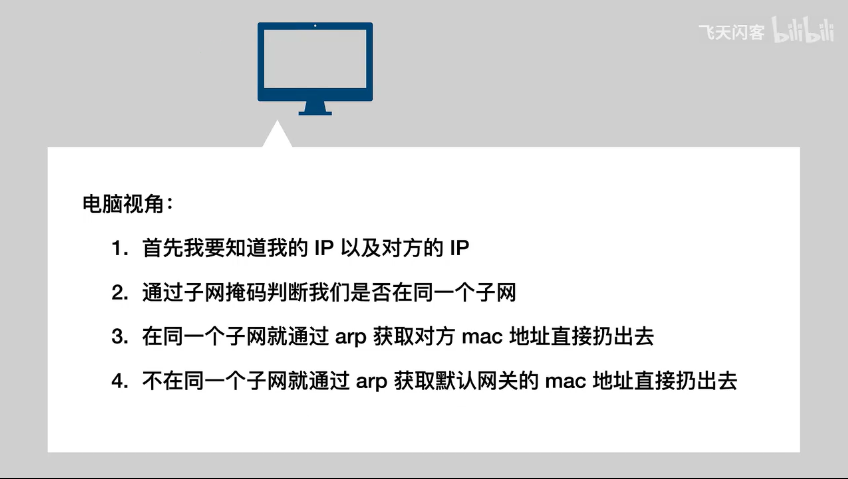 飞天闪客 bilibili
电脑视角：
1. 首先我要知道我的 IP 以及对方的 IP
2. 通过子网掩码判断我们是否在同一个子网
3. 在同一个子网就通过 arp 获取对方 mac 地址直接扔出去
4. 不在同一个子网就通过 arp 获取默认网关的 mac 地址直接扔出去